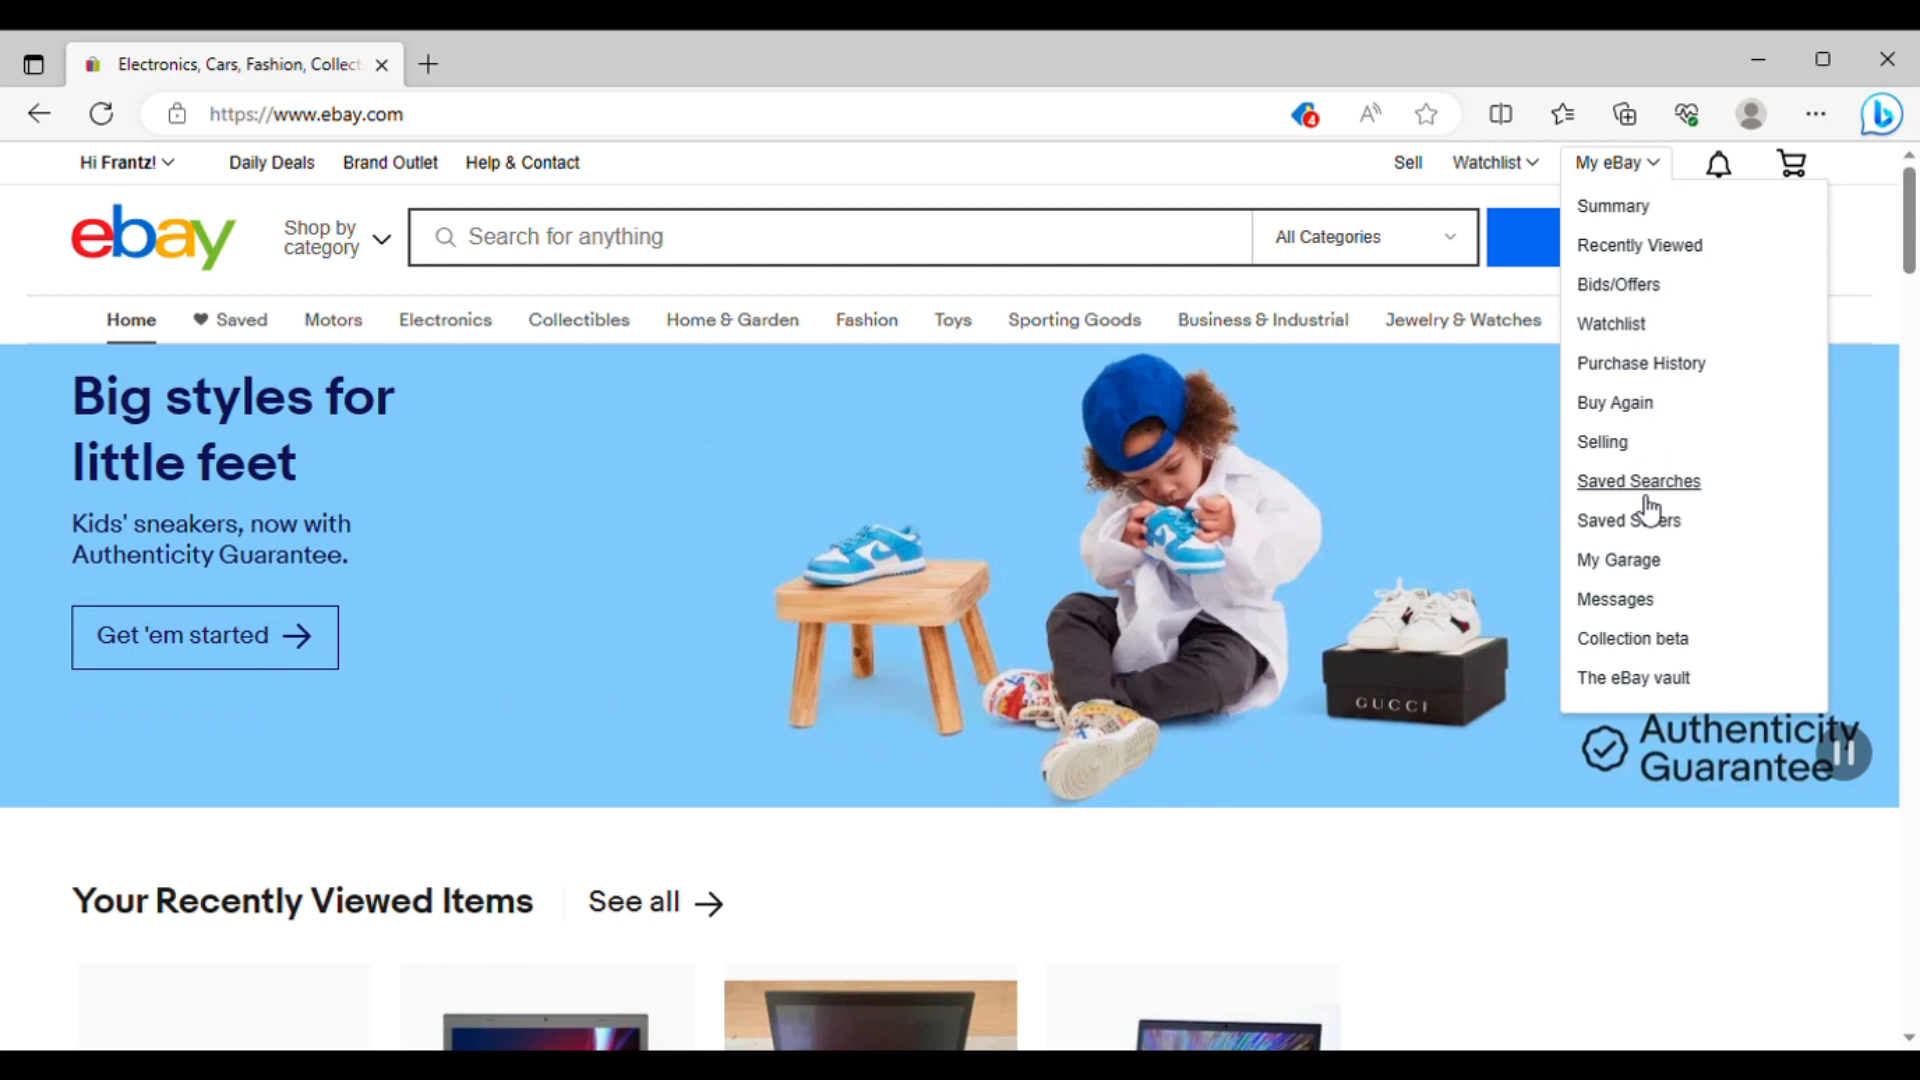 Electronics, Cars, Fashion, Collect
https://www.ebay.com
4
Hi Frantz!
Daily Deals
Brand Outlet
Help & Contact
Sell
Watchlist
My eBay
ebay
Shop by
category
Search for anything
All Categories
Home
Saved
Motors
Electronics
Collectibles
Home & Garden
Fashion
Toys
Sporting Goods
Business & Industrial
Jewelry & Watches
Summary
Recently Viewed
Bids/Offers
Watchlist
Purchase History
Buy Again
Selling
Saved Searches
Saved
My Garage
Messages
Collection beta
The eBay vault
Big styles for
little feet
Kids' sneakers, now with
Authenticity Guarantee.
Get 'em started
GUCCI
Authenticity
Guarantee
Your Recently Viewed Items
See all